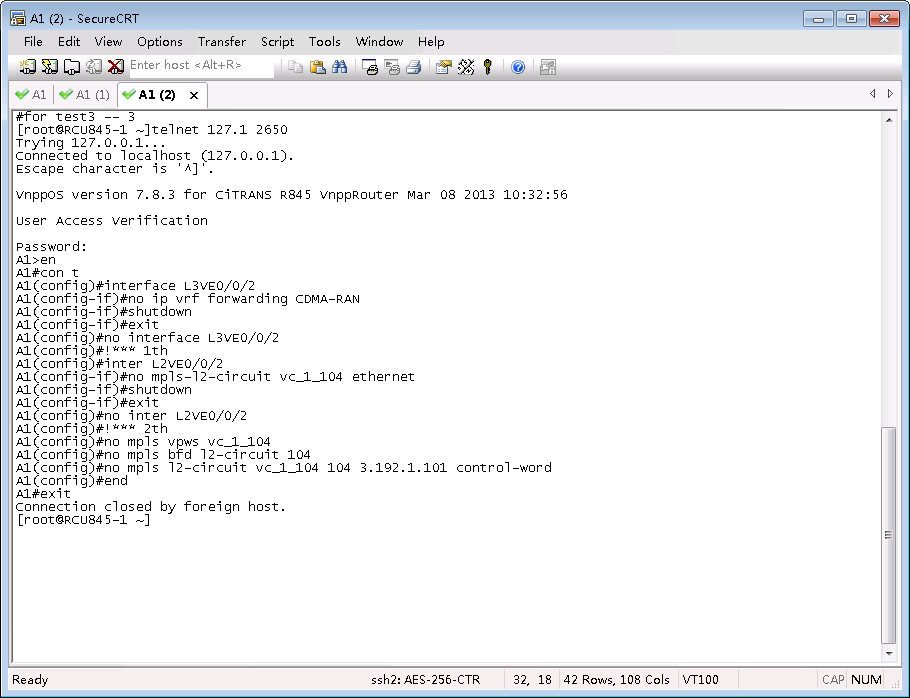 A1 (2) - SecureCRT
File Edit View Options Transfer Script Tools Window Help
Enter host <Alt+R>
A1 A1 (1) A1 (2)
#for test3 -- 3
[root@RCU845-1 ~]telnet 127.1 2650
Trying 127.0.0.1...
Connected to localhost (127.0.0.1).
Escape character is '^]'.
VnppOS version 7.8.3 for CiTRANS R845 VnppRouter Mar 08 2013 10:32:56
User Access Verification
Password:
A1>en
A1#con t
A1(config)#interface L3VE0/0/2
A1(config-if)#no ip vrf forwarding CDMA-RAN
A1(config-if)#shutdown
A1(config-if)#exit
A1(config)#no interface L3VE0/0/2
A1(config)#!*** 1th
A1(config)#inter L2VE0/0/2
A1(config-if)#no mpls-l2-circuit vc_1_104 ethernet
A1(config-if)#shutdown
A1(config-if)#exit
A1(config)#no inter L2VE0/0/2
A1(config)#!*** 2th
A1(config)#no mpls vpws vc_1_104
A1(config)#no mpls bfd l2-circuit 104
A1(config)#no mpls l2-circuit vc_1_104 104 3.192.1.101 control-word
A1(config)#end
A1#exit
Connection closed by foreign host.
[root@RCU845-1 ~]
Ready ssh2: AES-256-CTR 32, 18 42 Rows, 108 Cols VT100 CAP NUM